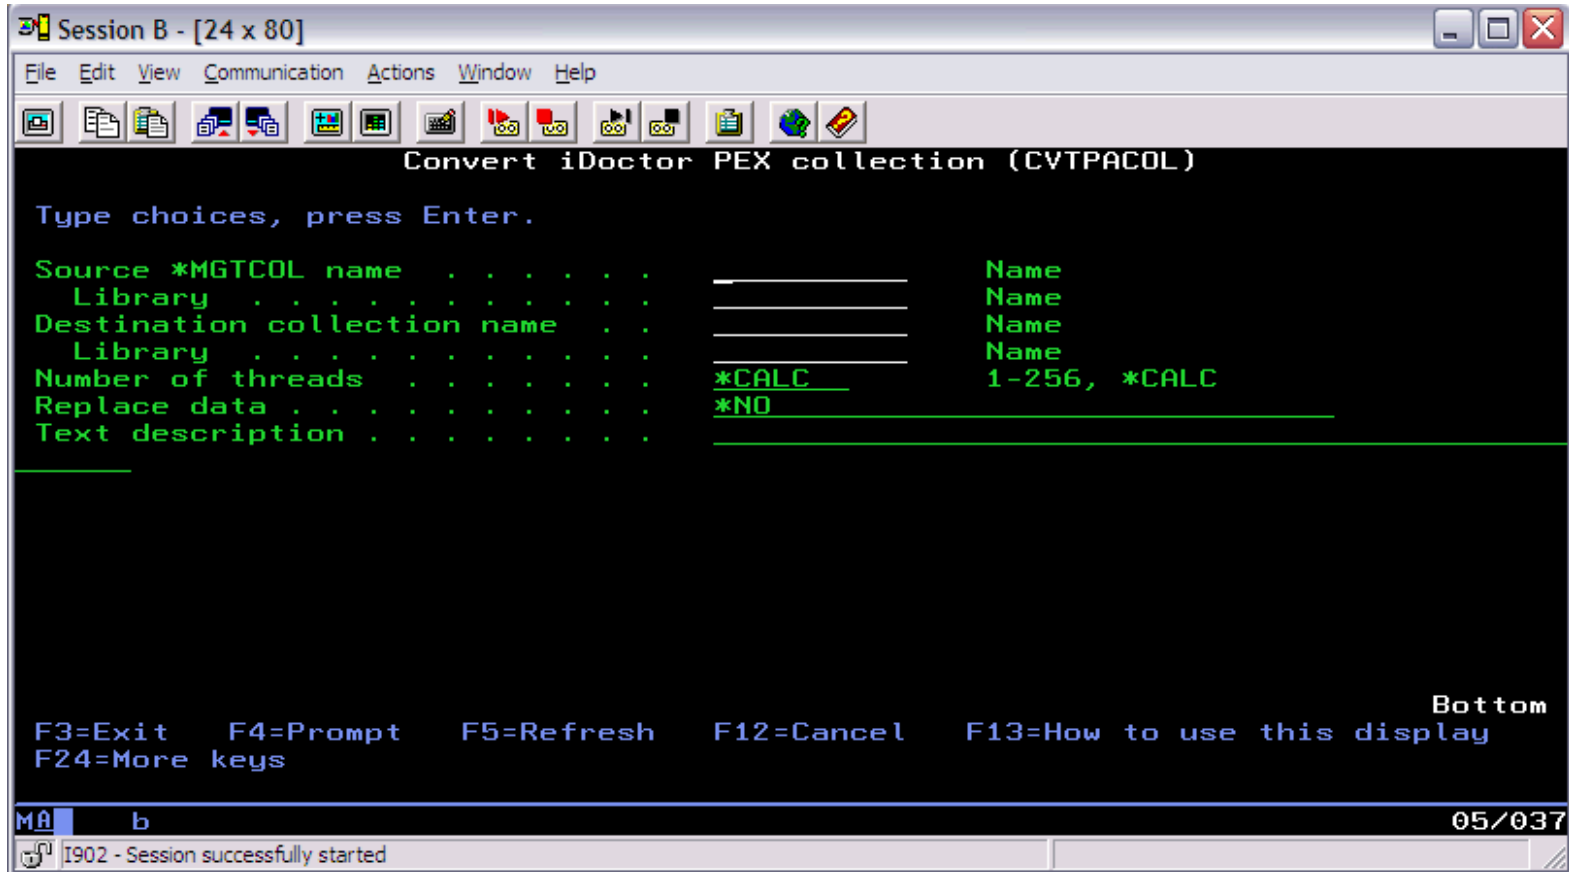 Session B - [24 x 80]
File Edit View Communication Actions Window Help
Convert iDoctor PEX collection (CVTPACOL)
Type choices, press Enter.
Source *MGTCOL name . . . . . . Name
Library . . . . . . . . . . . Name
Destination collection name . . Name
Library . . . . . . . . . . . Name
Number of threads . . . . . . . *CALC 1-256, *CALC
Replace data . . . . . . . . . . *NO
Text description . . . . . . . .
Bottom
F3=Exit F4=Prompt F5=Refresh F12=Cancel F13=How to use this display
F24=More keys
MA b 05/037
I902 - Session successfully started